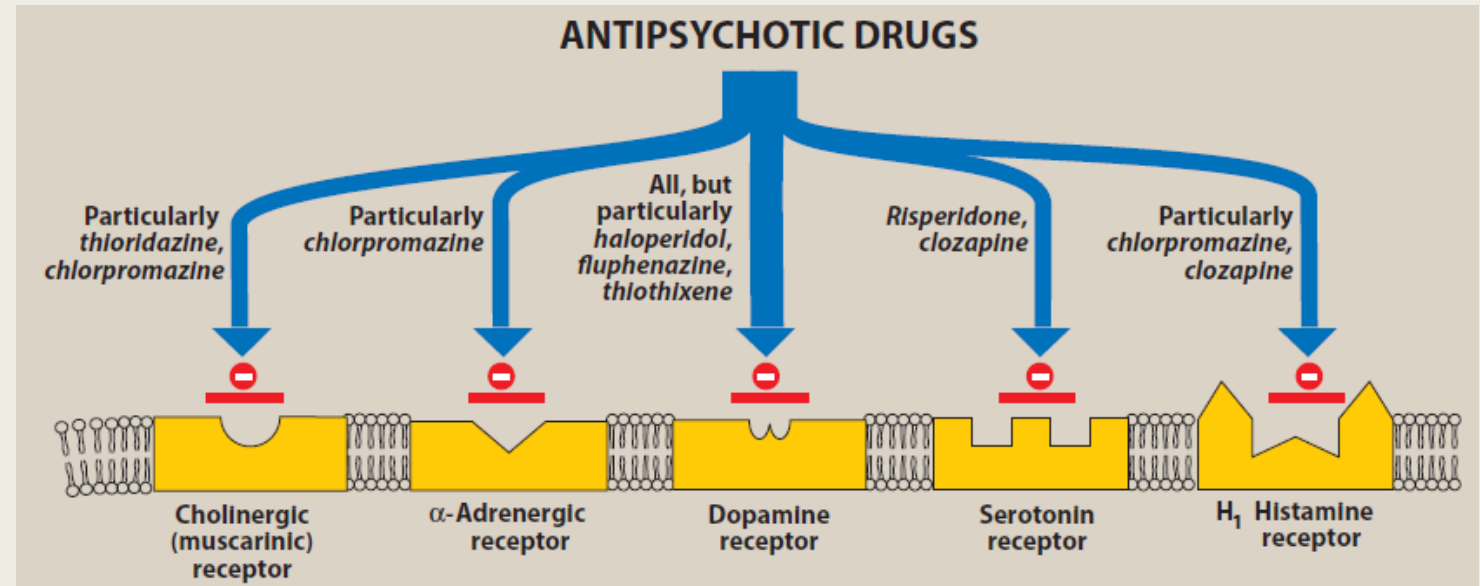 ANTIPSYCHOTIC DRUGS
Particularly
thioridazine,
chlorpromazine
Particularly
chlorpromazine
All, but
particularly
haloperidol,
fluphenazine,
thiothixene
Risperidone,
clozapine
Particularly
chlorpromazine,
clozapine
Cholinergic
(muscarinic)
receptor
α-Adrenergic
receptor
Dopamine
receptor
Serotonin
receptor
H₁ Histamine
receptor